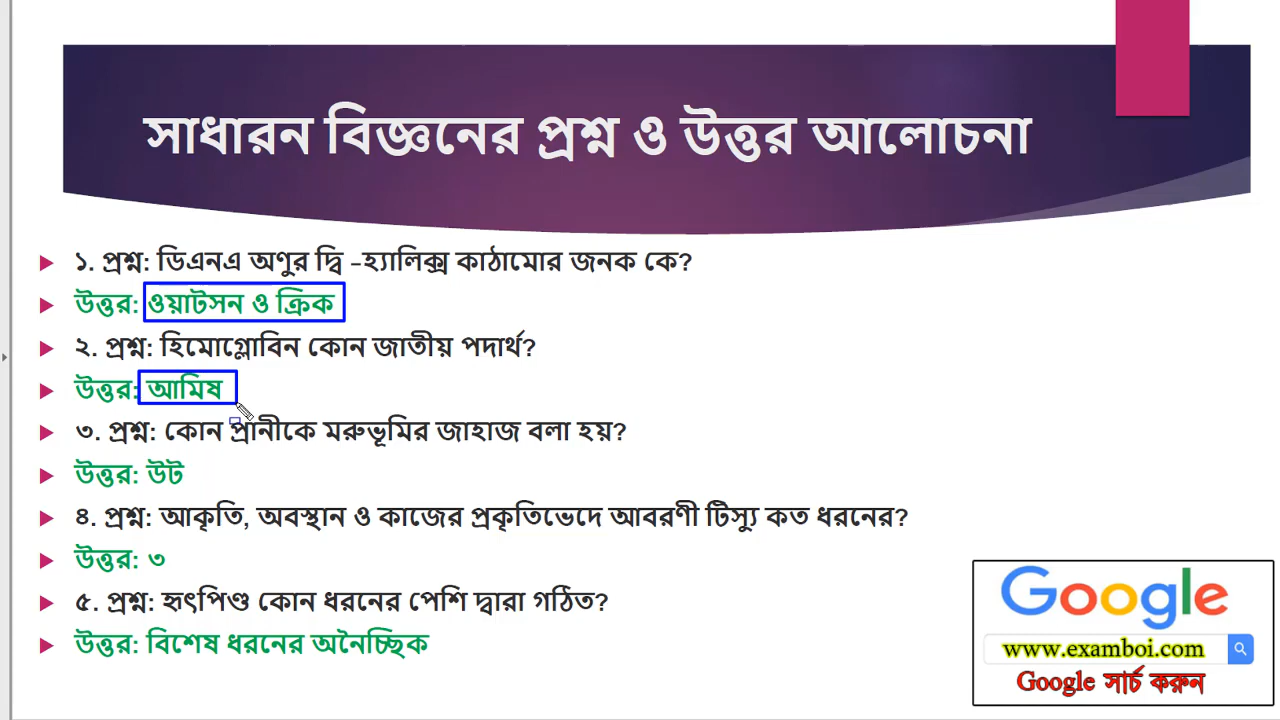 সাধারন বিজ্ঞনের প্রশ্ন ও উত্তর আলোচনা
১. প্রশ্ন: ডিএনএ অণুর দ্বি –হ্যালিক্স কাঠামোর জনক কে?
উত্তর: ওয়াটসন ও ক্রিক
২. প্রশ্ন: হিমোগ্লোবিন কোন জাতীয় পদার্থ?
উত্তর: আমিষ
৩. প্রশ্ন: কোন প্রানীকে মরুভূমির জাহাজ বলা হয়?
উত্তর: উট
৪. প্রশ্ন: আকৃতি, অবস্থান ও কাজের প্রকৃতিভেদে আবরণী টিস্যু কত ধরনের?
উত্তর: ৩
৫. প্রশ্ন: হৃৎপিণ্ড কোন ধরনের পেশি দ্বারা গঠিত?
উত্তর: বিশেষ ধরনের অনৈচ্ছিক
Google
www.examboi.com
Google সার্চ করুন